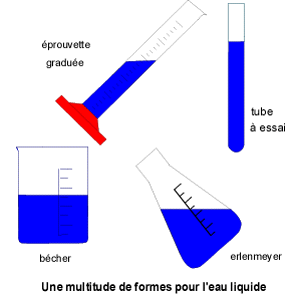 éprouvette
graduée
tube
à essai
bécher
erlenmeyer
Une multitude de formes pour l'eau liquide